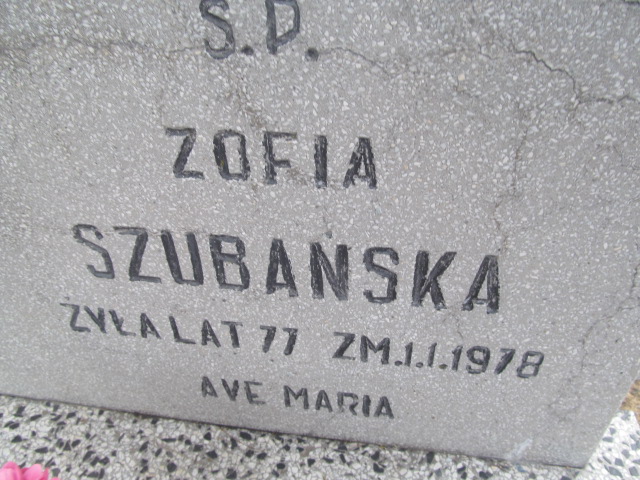 Ś.P.
ZOFIA
SZUBAŃSKA
ŻYŁA LAT 77 ZM.1.1.1978
AVE MARIA